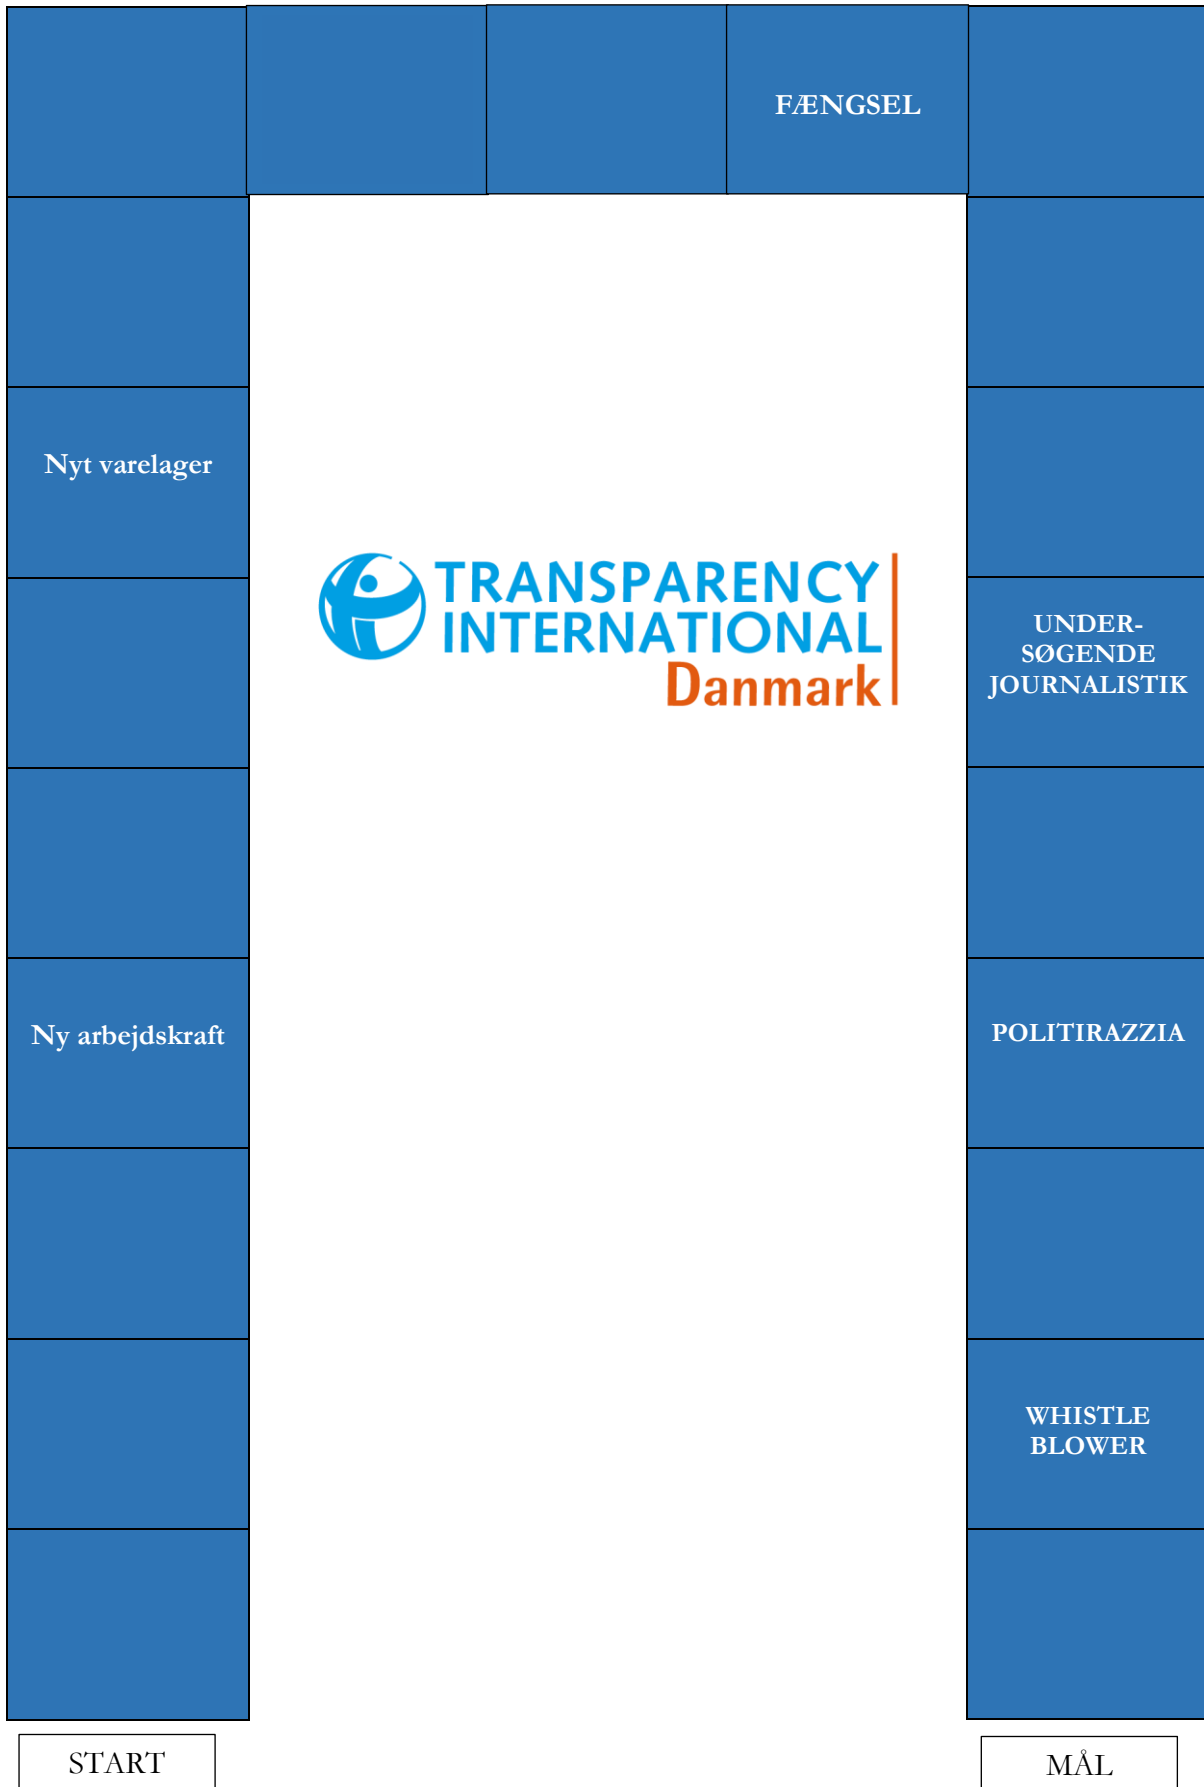 FÆNGSEL
Nyt varelager
TRANSPARENCY
INTERNATIONAL
Danmark
UNDER-
SØGENDE
JOURNALISTIK
Ny arbejdskraft
POLITIRAZZIA
WHISTLE
BLOWER
START
MÅL